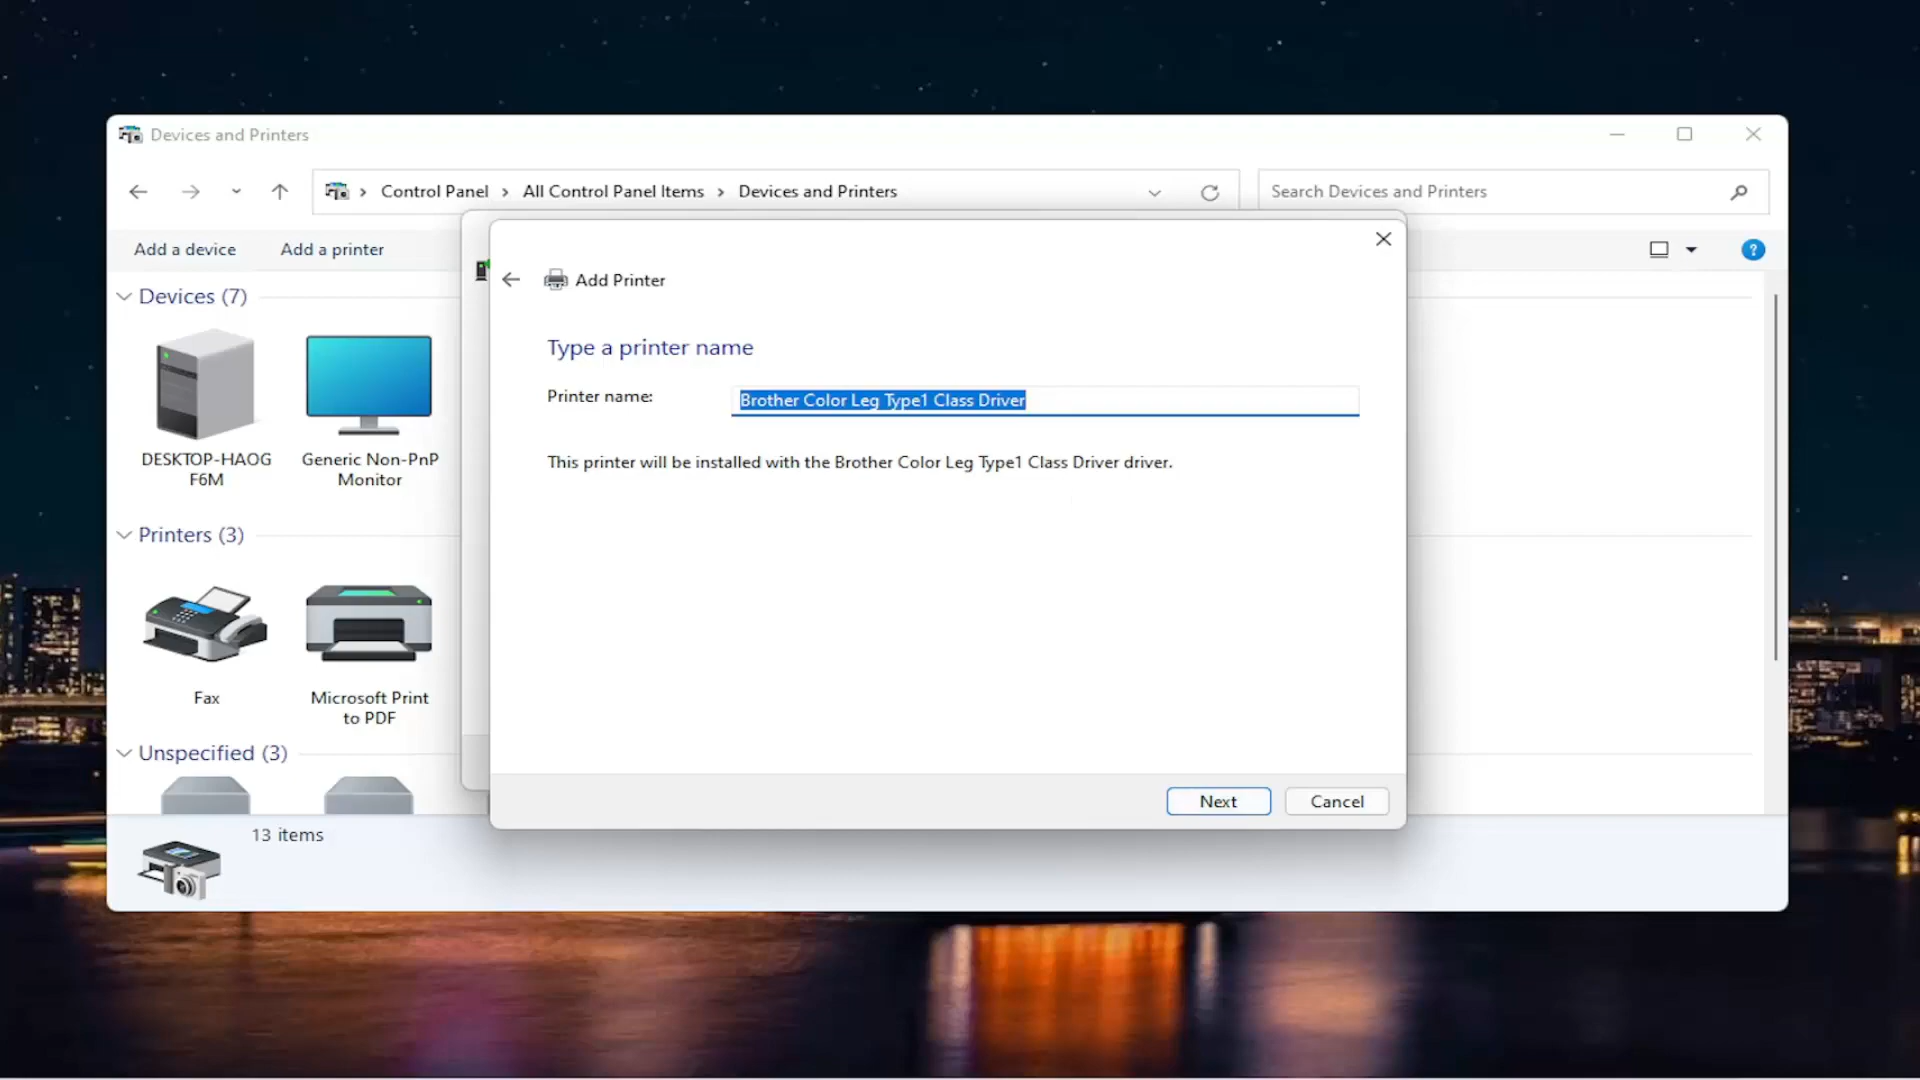 Devices and Printers
Control Panel > All Control Panel Items > Devices and Printers
Search Devices and Printers
Add a device
Add a printer
?
Devices (7)
DESKTOP-HAOG
F6M
Generic Non-PnP
Monitor
Printers (3)
Fax
Microsoft Print
to PDF
Unspecified (3)
13 items
Add Printer
Type a printer name
Printer name:
Brother Color Leg Type1 Class Driver
This printer will be installed with the Brother Color Leg Type1 Class Driver driver.
Next
Cancel